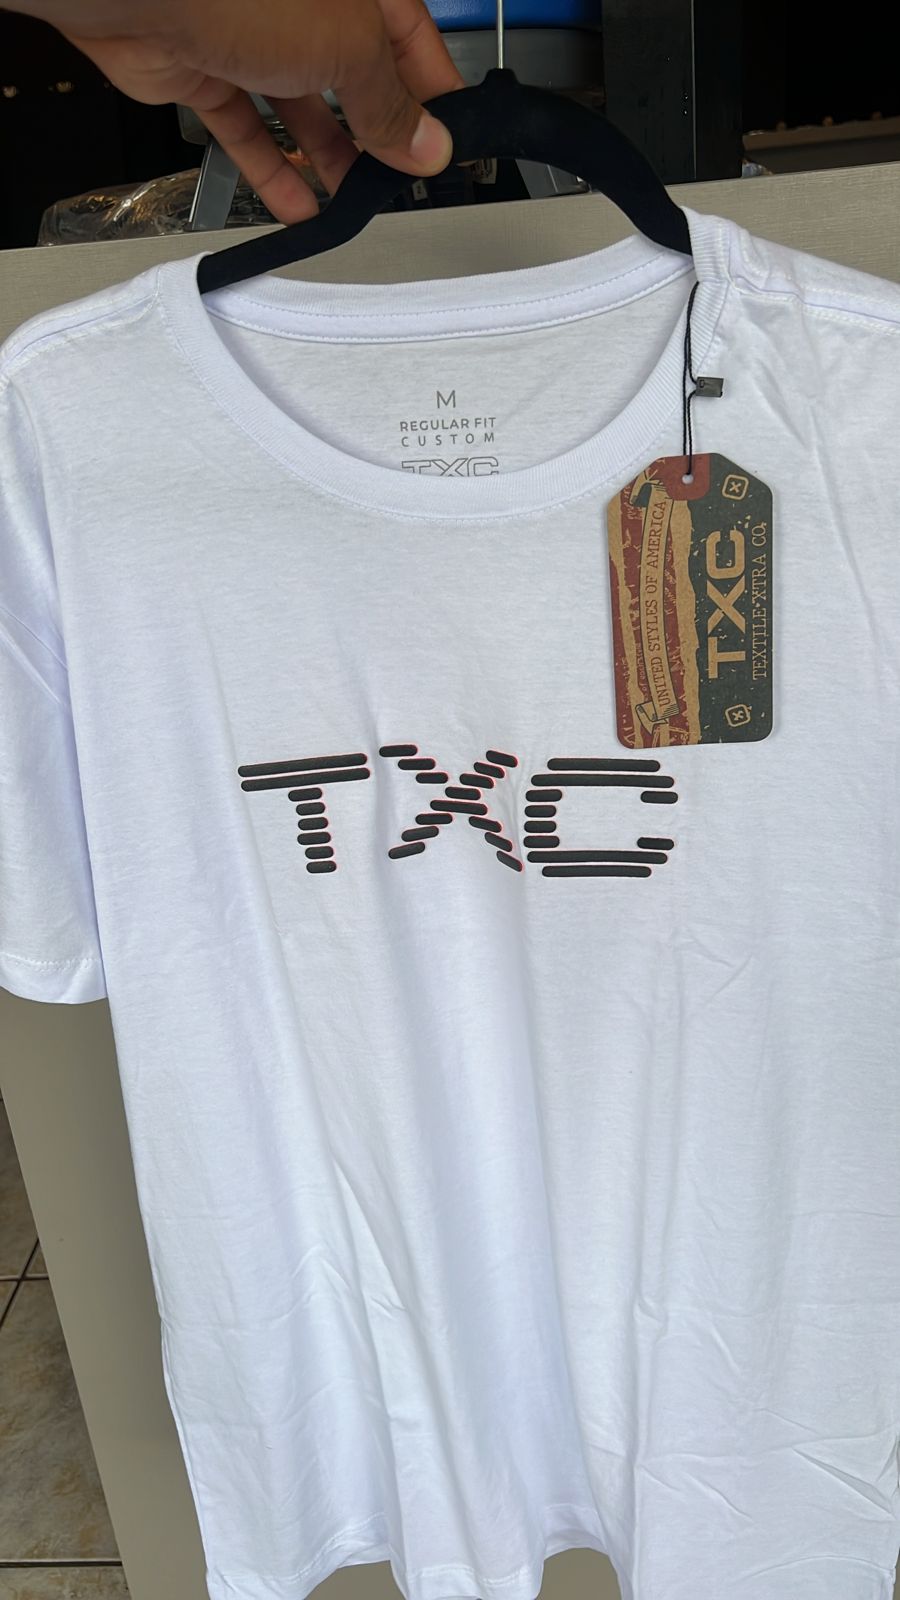 M
REGULAR FIT
CUSTOM
TXC
UNITED STYLES OF AMERICA
TXC
TEXTILE XTRA CO.
TXC